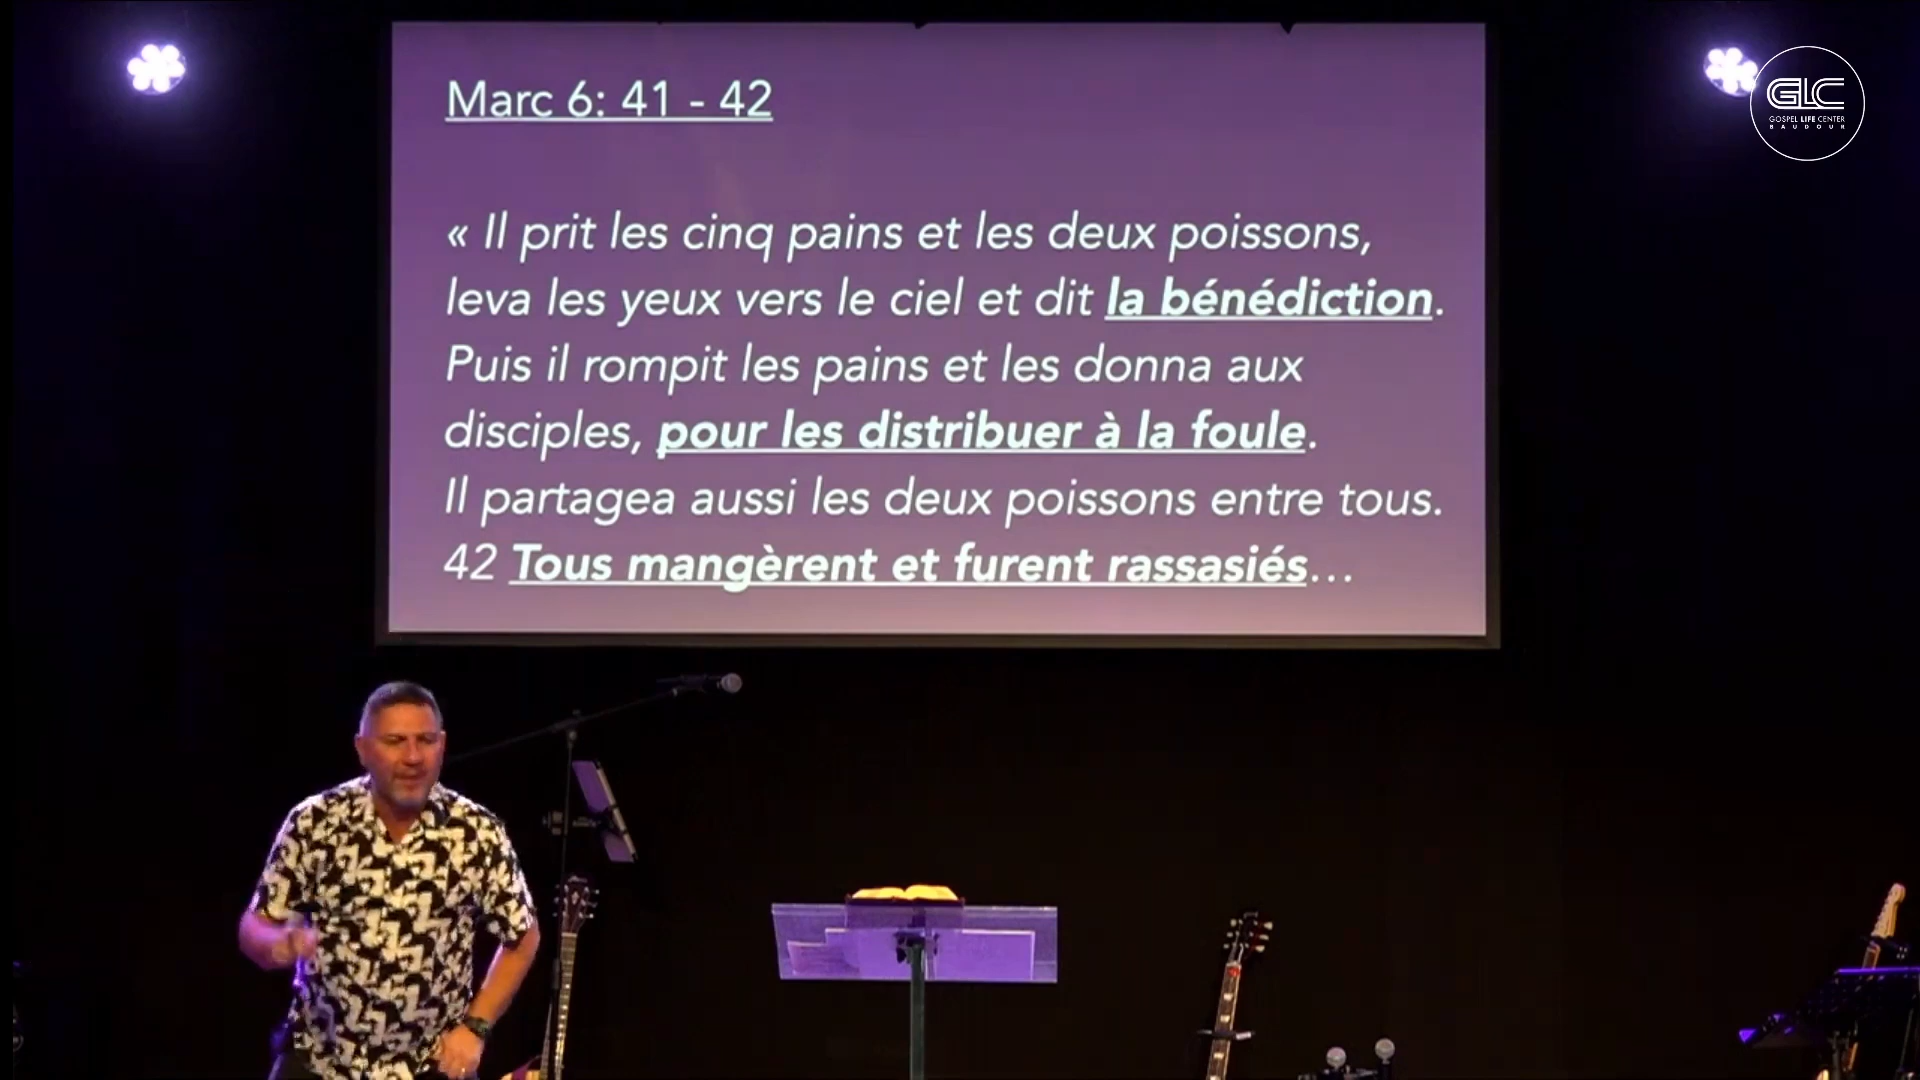 Marc 6: 41 - 42
« Il prit les cinq pains et les deux poissons,
leva les yeux vers le ciel et dit la bénédiction.
Puis il rompit les pains et les donna aux
disciples, pour les distribuer à la foule.
Il partagea aussi les deux poissons entre tous.
42 Tous mangèrent et furent rassasiés...
GLC
GOSPEL LIFE CENTER
BAUDOUR